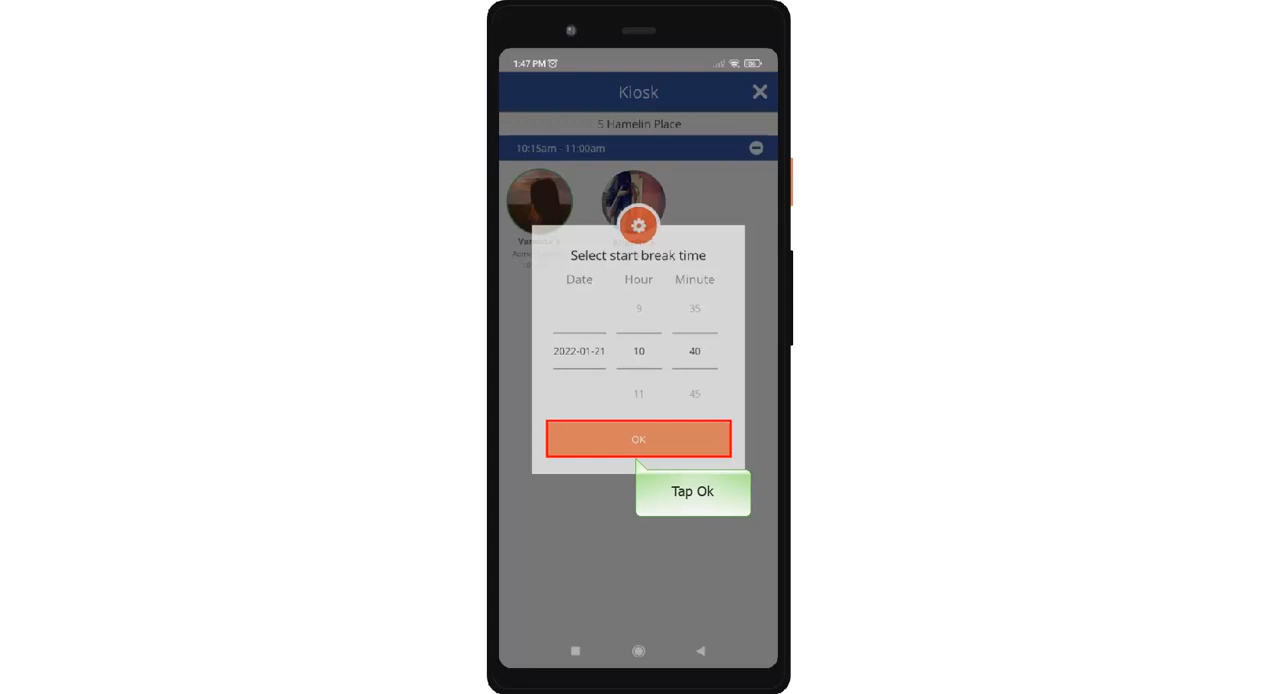 1:47 PM
Kiosk
5 Hamelin Place
10:15am - 11:00am
Select start break time
Date Hour Minute
9 35
2022-01-21 10 40
11 45
OK
Tap Ok